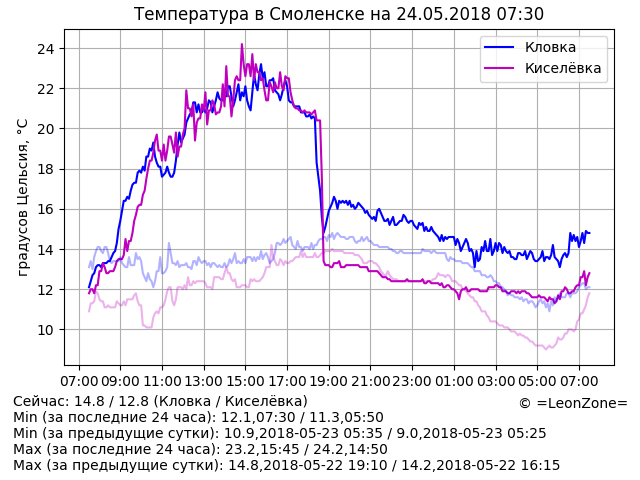 Температура в Смоленске на 24.05.2018 07:30
Кловка
Киселёвка
градусов Цельсия, °C
24
22
20
18
16
14
12
10
07:00 09:00 11:00 13:00 15:00 17:00 19:00 21:00 23:00 01:00 03:00 05:00 07:00
Сейчас: 14.8 / 12.8 (Кловка / Киселёвка)
© =LeonZone=
Min (за последние 24 часа): 12.1,07:30 / 11.3,05:50
Min (за предыдущие сутки): 10.9,2018-05-23 05:35 / 9.0,2018-05-23 05:25
Max (за последние 24 часа): 23.2,15:45 / 24.2,14:50
Max (за предыдущие сутки): 14.8,2018-05-22 19:10 / 14.2,2018-05-22 16:15